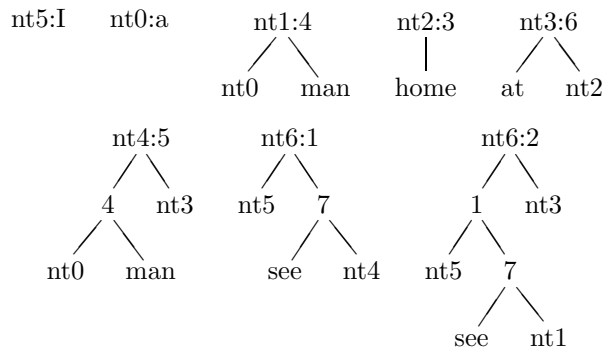 nt5:I nt0:a nt1:4 nt2:3 nt3:6
nt0 man home at nt2
nt4:5 nt6:1 nt6:2
4 nt3 nt5 7 1 nt3
nt0 man see nt4 nt5 7
see nt1